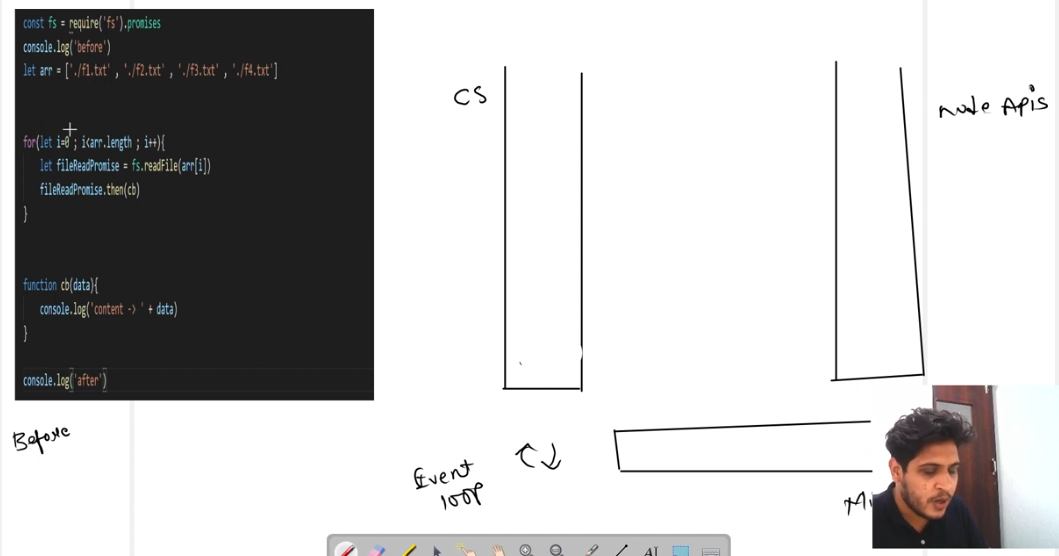 const fs = require('fs').promises
console.log('before')
let arr = ['./f1.txt' , './f2.txt' , './f3.txt' , './f4.txt']
for(let i=0 ; i<arr.length ; i++){
let fileReadPromise = fs.readFile(arr[i])
fileReadPromise.then(cb)
}
function cb(data){
console.log('content -> ' + data)
}
console.log('after')
CS
Node Apis
Before
Event
loop
AI